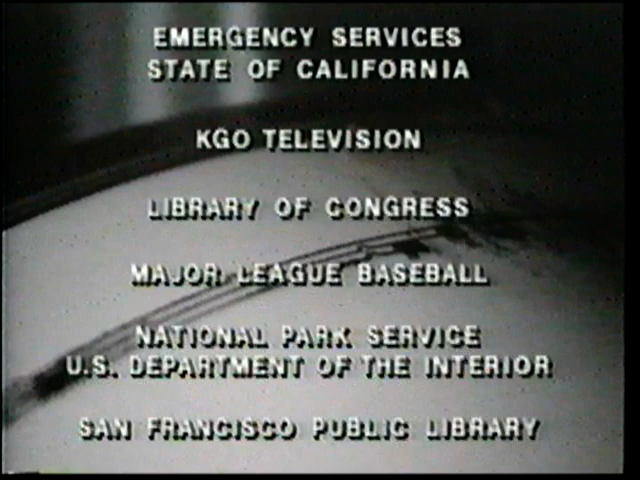 EMERGENCY SERVICES
STATE OF CALIFORNIA
KGO TELEVISION
LIBRARY OF CONGRESS
MAJOR LEAGUE BASEBALL
NATIONAL PARK SERVICE
U.S. DEPARTMENT OF THE INTERIOR
SAN FRANCISCO PUBLIC LIBRARY